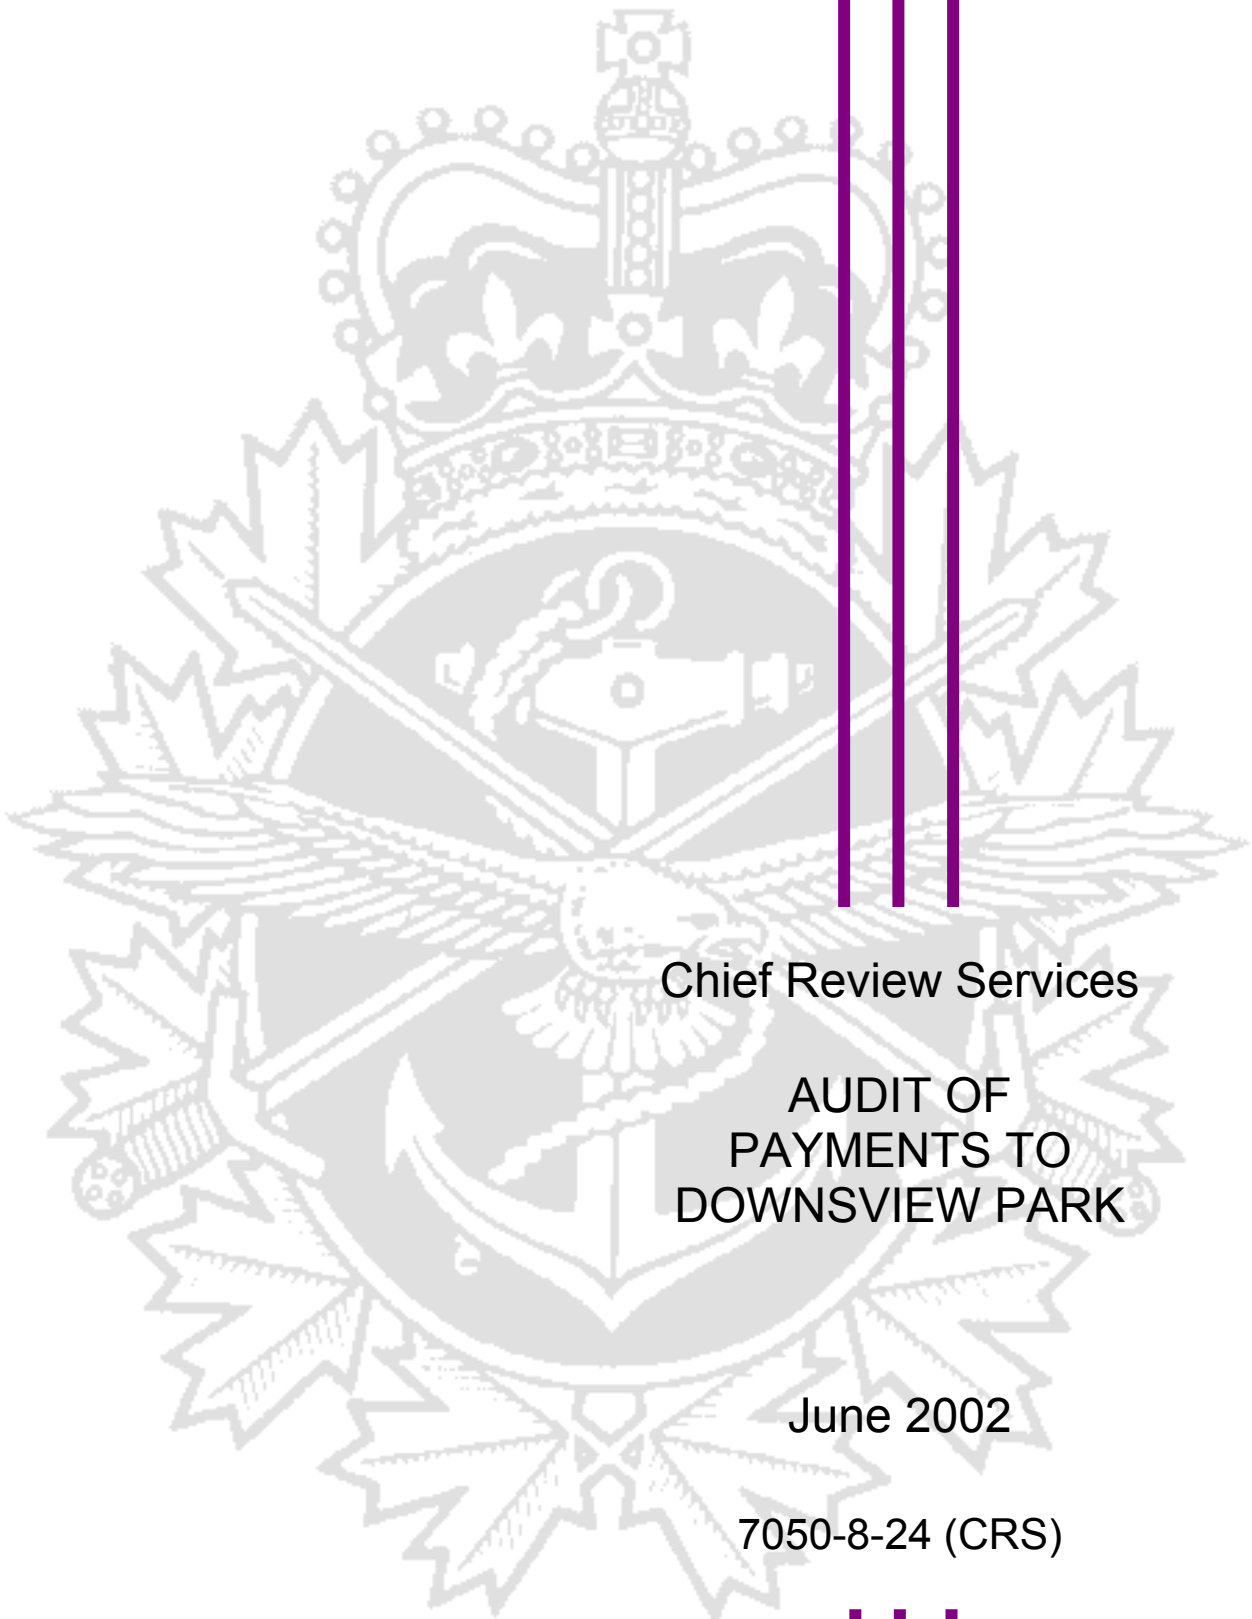 Chief Review Services
AUDIT OF
PAYMENTS TO
DOWNSVIEW PARK
June 2002
7050-8-24 (CRS)